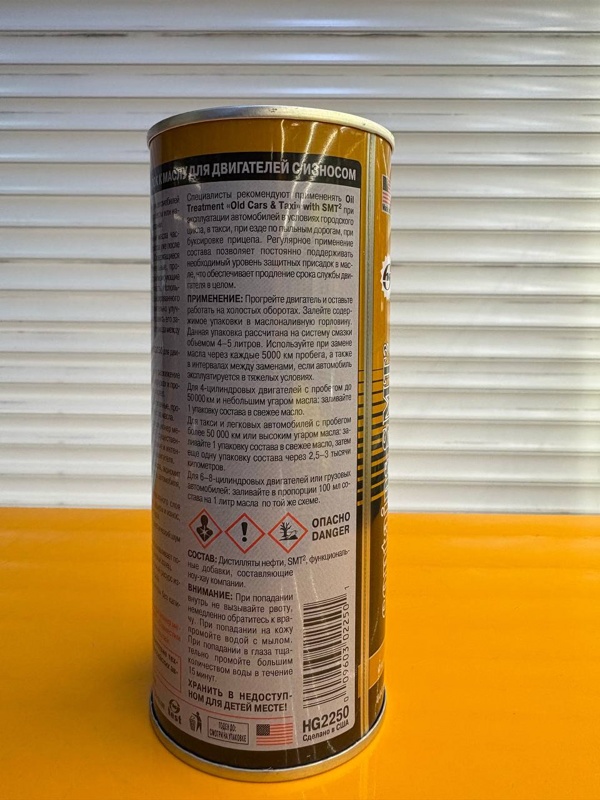 К МАСЛУ ДЛЯ ДВИГАТЕЛЕЙ С ИЗНОСОМ
Специалисты рекомендуют применять Oil
Treatment «Old Cars & Taxi» with SMT² при
эксплуатации автомобилей в условиях городского
цикла, в такси, при езде по пыльным дорогам, при
буксировке прицепа. Регулярное применение
состава позволяет постоянно поддерживать
необходимый уровень защитных присадок в мас-
ле, что обеспечивает продление срока службы дви-
гателя в целом.
ПРИМЕНЕНИЕ: Прогрейте двигатель и оставьте
работать на холостых оборотах. Залейте содер-
жимое упаковки в маслоналивную горловину.
Данная упаковка рассчитана на систему смазки
объемом 4–5 литров. Используйте при замене
масла через каждые 5000 км пробега, а также
в интервалах между заменами, если автомобиль
эксплуатируется в тяжелых условиях.
Для 4-цилиндровых двигателей с пробегом до
50 000 км и небольшим угаром масла: заливайте
1 упаковку состава в свежее масло.
Для такси и легковых автомобилей с пробегом
более 50 000 км или высоким угаром масла: за-
ливайте 1 упаковку состава в свежее масло, затем
еще одну упаковку состава через 2,5–3 тысячи
километров.
Для 6–8-цилиндровых двигателей или грузовых
автомобилей: заливайте в пропорции 100 мл со-
става на 1 литр масла по той же схеме.
ОПАСНО
DANGER
СОСТАВ: Дистилляты нефти, SMT², функциональ-
ные добавки, составляющие
ноу-хау компании.
ВНИМАНИЕ: При попадании
внутрь не вызывайте рвоту,
немедленно обратитесь к вра-
чу. При попадании на кожу
промойте водой с мылом.
При попадании в глаза тща-
тельно промойте большим
количеством воды в течение
15 минут.
ХРАНИТЬ В НЕДОСТУП-
НОМ ДЛЯ ДЕТЕЙ МЕСТЕ!
ГОДЕН ДО:
СМОТРИ НА УПАКОВКЕ
HG2250
Сделано в США